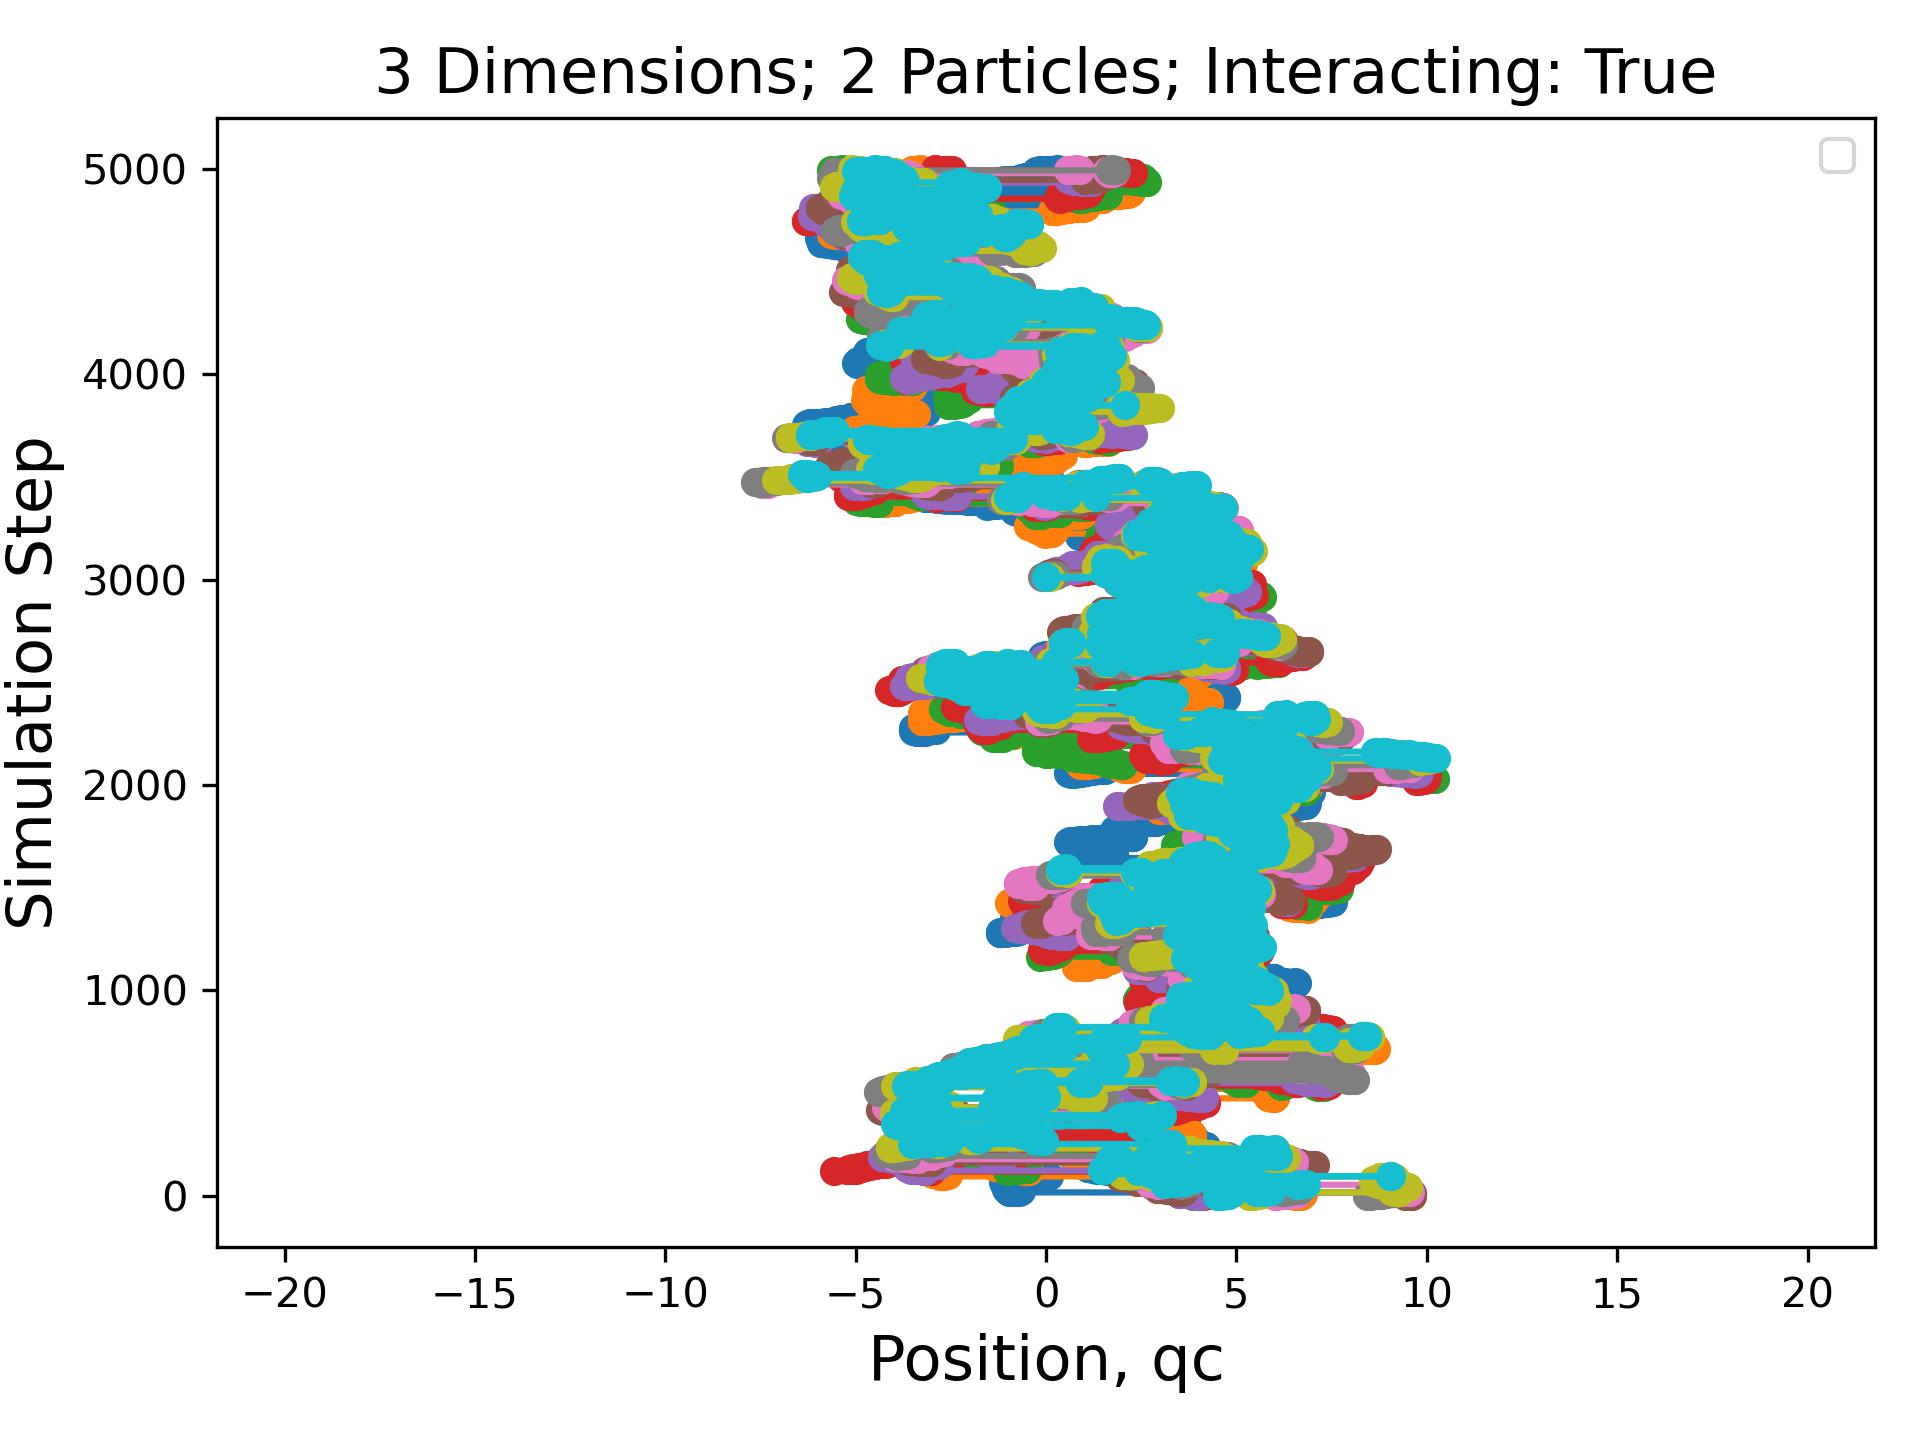 3 Dimensions; 2 Particles; Interacting: True
5000
4000
3000
2000
1000
0
Simulation Step
−20 −15 −10 −5 0 5 10 15 20
Position, qc